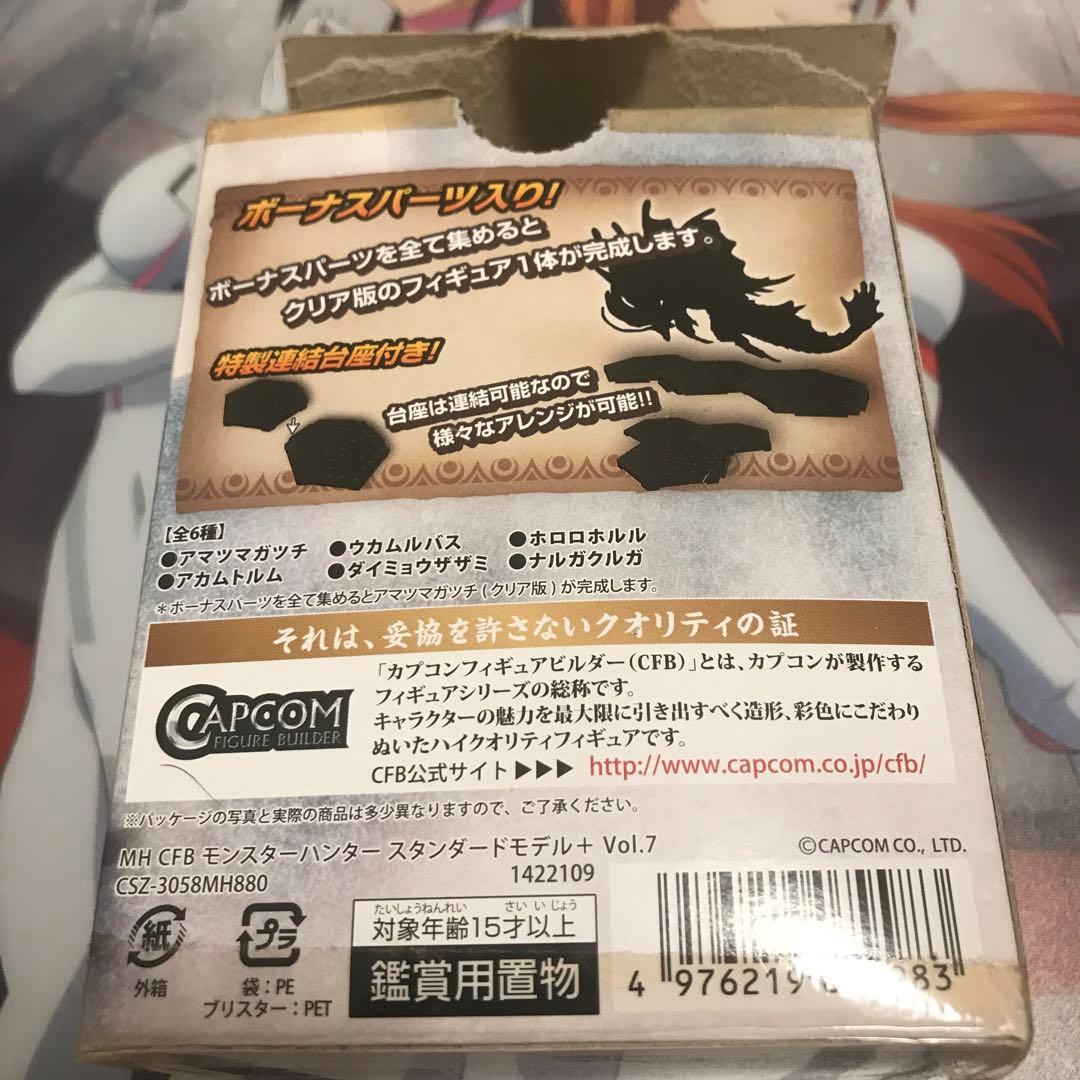 ボーナスパーツ入り!
ボーナスパーツを全て集めると
クリア版のフィギュア1体が完成します。
特製連結台座付き!
台座は連結可能なので
様々なアレンジが可能!!
【全6種】
●アマツマガツチ ●ウカムルバス ●ホロロホルル
●アカムトルム ●ダイミョウザザミ ●ナルガクルガ
＊ボーナスパーツを全て集めるとアマツマガツチ(クリア版)が完成します。
それは、妥協を許さないクオリティの証
CAPCOM
FIGURE BUILDER
「カプコンフィギュアビルダー(CFB)」とは、カプコンが製作する
フィギュアシリーズの総称です。
キャラクターの魅力を最大限に引き出すべく造形、彩色にこだわり
ぬいたハイクオリティフィギュアです。
CFB公式サイト▶▶▶ http://www.capcom.co.jp/cfb/
※パッケージの写真と実際の商品は多少異なりますので、ご了承ください。
MH CFB モンスターハンター スタンダードモデル＋ Vol.7
©CAPCOM CO., LTD.
CSZ-3058MH880 1422109
紙
外箱
プラ
袋：PE
ブリスター：PET
たいしょうねんれい さい いじょう
対象年齢15才以上
鑑賞用置物
4 976219